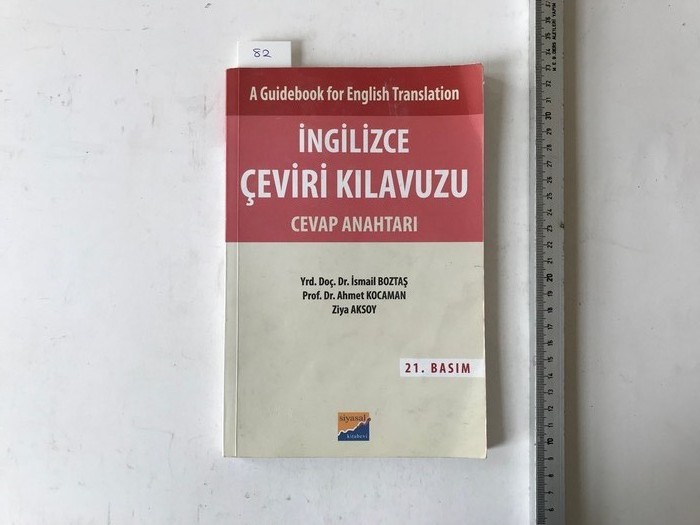 82
A Guidebook for English Translation
İNGİLİZCE
ÇEVİRİ KILAVUZU
CEVAP ANAHTARI
Yrd. Doç. Dr. İsmail BOZTAŞ
Prof. Dr. Ahmet KOCAMAN
Ziya AKSOY
21. BASIM
siyasal
kitabevi